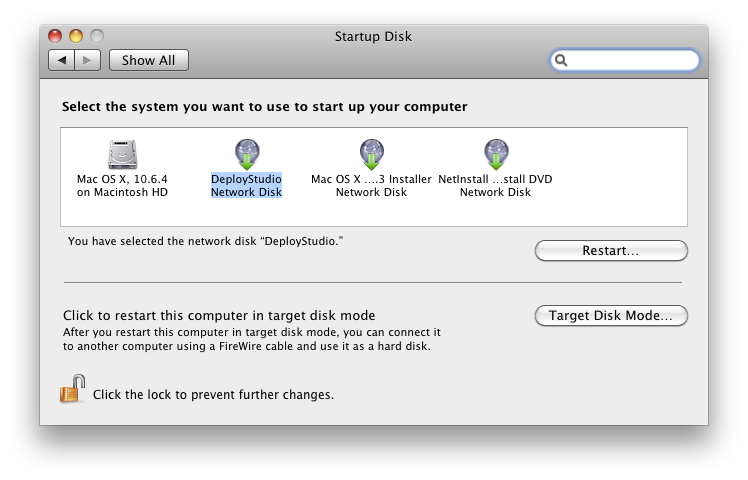 Startup Disk
Show All
Select the system you want to use to start up your computer
Mac OS X, 10.6.4
on Macintosh HD
DeployStudio
Network Disk
Mac OS X ....3 Installer
Network Disk
NetInstall ...stall DVD
Network Disk
You have selected the network disk “DeployStudio.”
Restart...
Click to restart this computer in target disk mode
After you restart this computer in target disk mode, you can connect it
to another computer using a FireWire cable and use it as a hard disk.
Target Disk Mode...
Click the lock to prevent further changes.